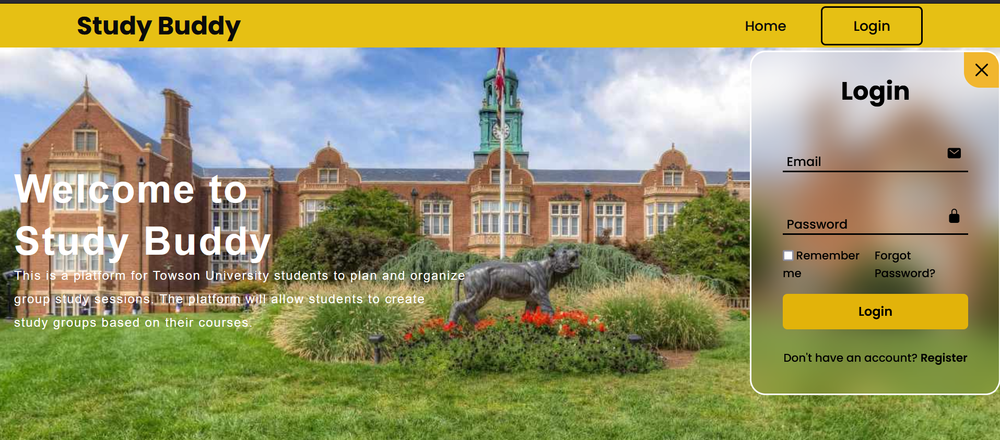 Study Buddy
Home
Login
Welcome to
Study Buddy
This is a platform for Towson University students to plan and organize
group study sessions. The platform will allow students to create
study groups based on their courses.
Login
Email
Password
Remember
me
Forgot
Password?
Login
Don't have an account? Register